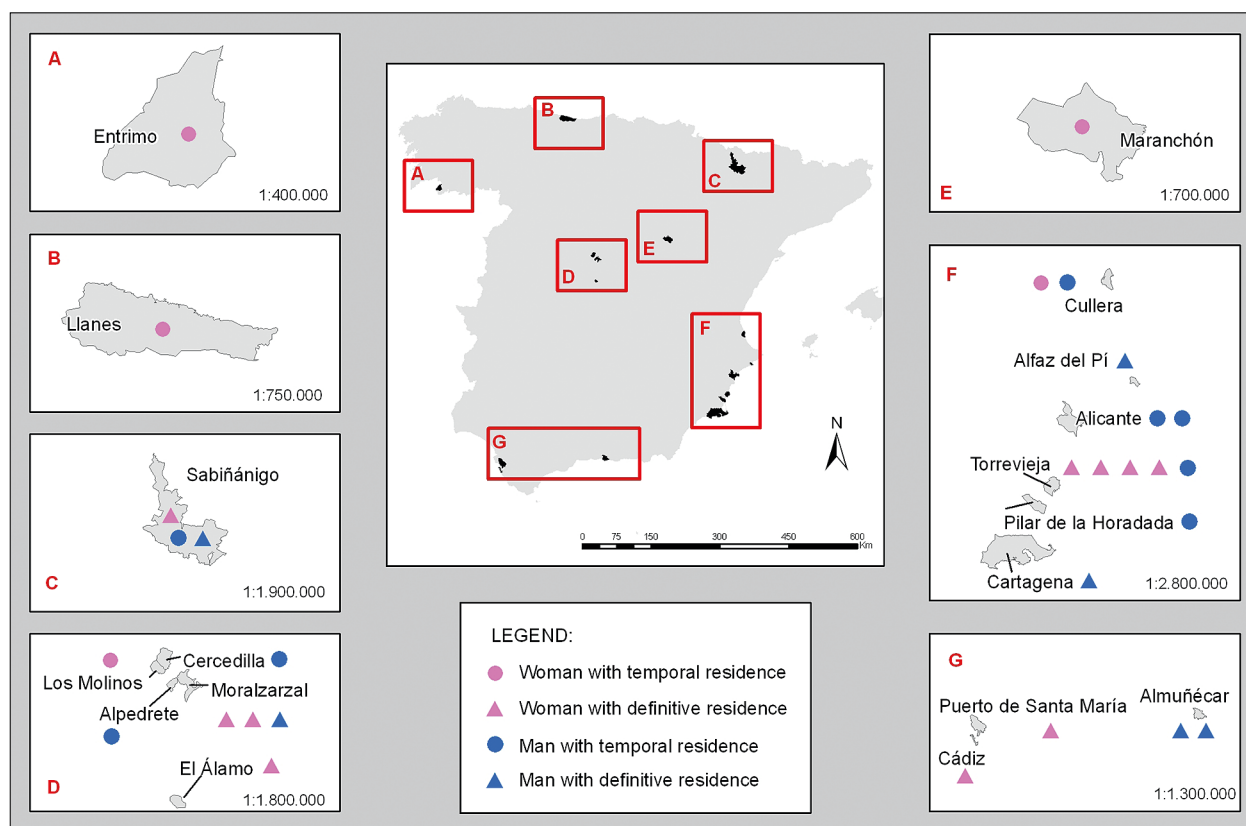 A
Entrimo
1:400.000
B
Llanes
1:750.000
Sabiñánigo
C
1:1.900.000
Cercedilla
Los Molinos
Moralzarzal
Alpedrete
El Álamo
D
1:1.800.000
B
A
C
E
D
F
G
N
0 75 150 300 450 600
Km
LEGEND:
Woman with temporal residence
Woman with definitive residence
Man with temporal residence
Man with definitive residence
Maranchón
E
1:700.000
F
Cullera
Alfaz del Pí
Alicante
Torrevieja
Pilar de la Horadada
Cartagena
1:2.800.000
G
Puerto de Santa María
Almuñécar
Cádiz
1:1.300.000